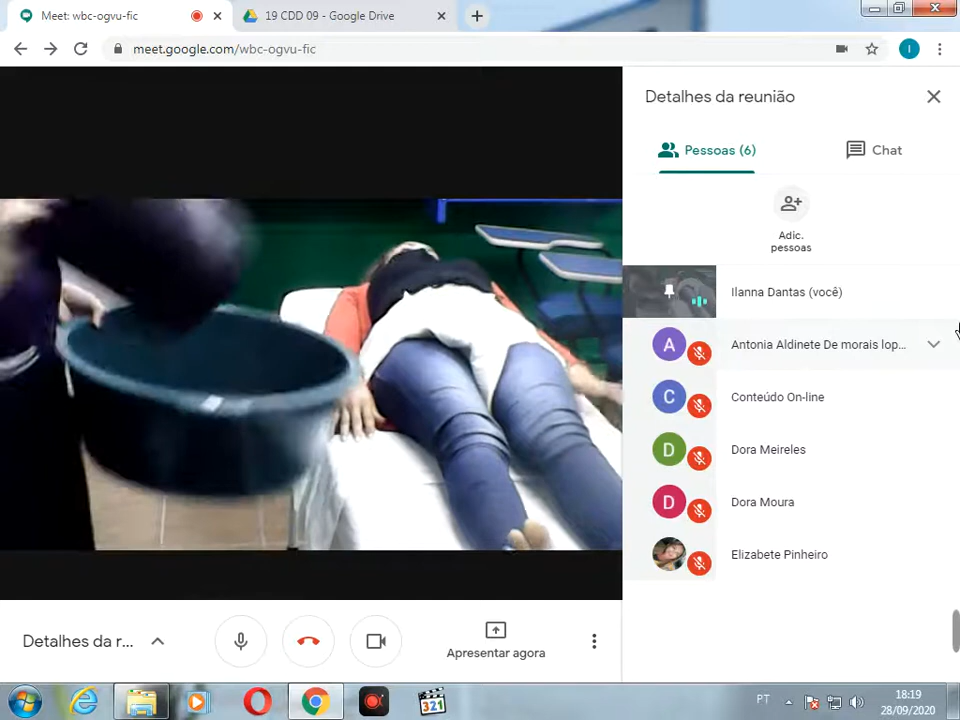 Meet: wbc-ogvu-fic
19 CDD 09 - Google Drive
meet.google.com/wbc-ogvu-fic
I
Detalhes da reunião
Pessoas (6)
Chat
Adic.
pessoas
Ilanna Dantas (você)
A
Antonia Aldinete De morais lop...
C
Conteúdo On-line
D
Dora Meireles
D
Dora Moura
Elizabete Pinheiro
Detalhes da r...
Apresentar agora
321
PT
18:19
28/09/2020